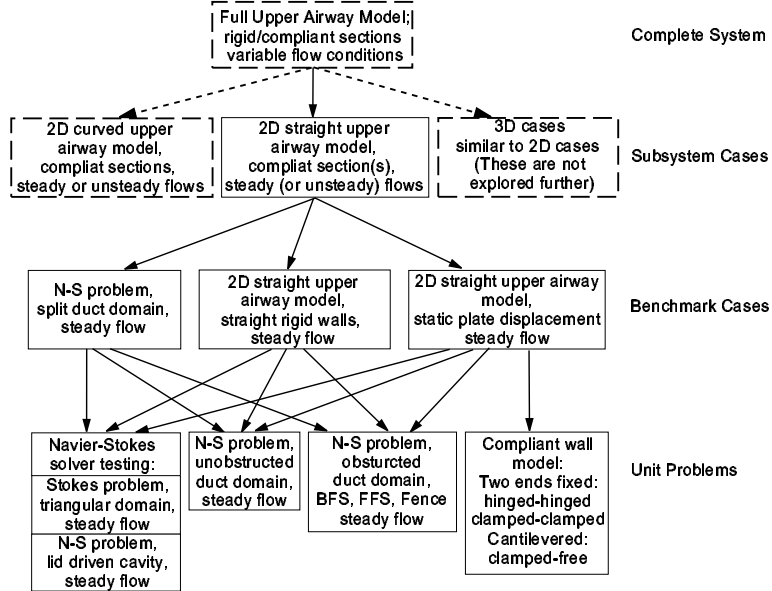 Full Upper Airway Model;
rigid/compliant sections
variable flow conditions
Complete System
2D curved upper
airway model,
compliat sections,
steady or unsteady flows
2D straight upper
airway model,
compliat section(s),
steady (or unsteady) flows
3D cases
similar to 2D cases
(These are not
explored further)
Subsystem Cases
N-S problem,
split duct domain,
steady flow
2D straight upper
airway model,
straight rigid walls,
steady flow
2D straight upper airway
model,
static plate displacement
steady flow
Benchmark Cases
Navier-Stokes
solver testing:
Stokes problem,
triangular domain,
steady flow
N-S problem,
lid driven cavity,
steady flow
N-S problem,
unobstructed
duct domain,
steady flow
N-S problem,
obsturcted
duct domain,
BFS, FFS, Fence
steady flow
Compliant wall
model:
Two ends fixed:
hinged-hinged
clamped-clamped
Cantilevered:
clamped-free
Unit Problems